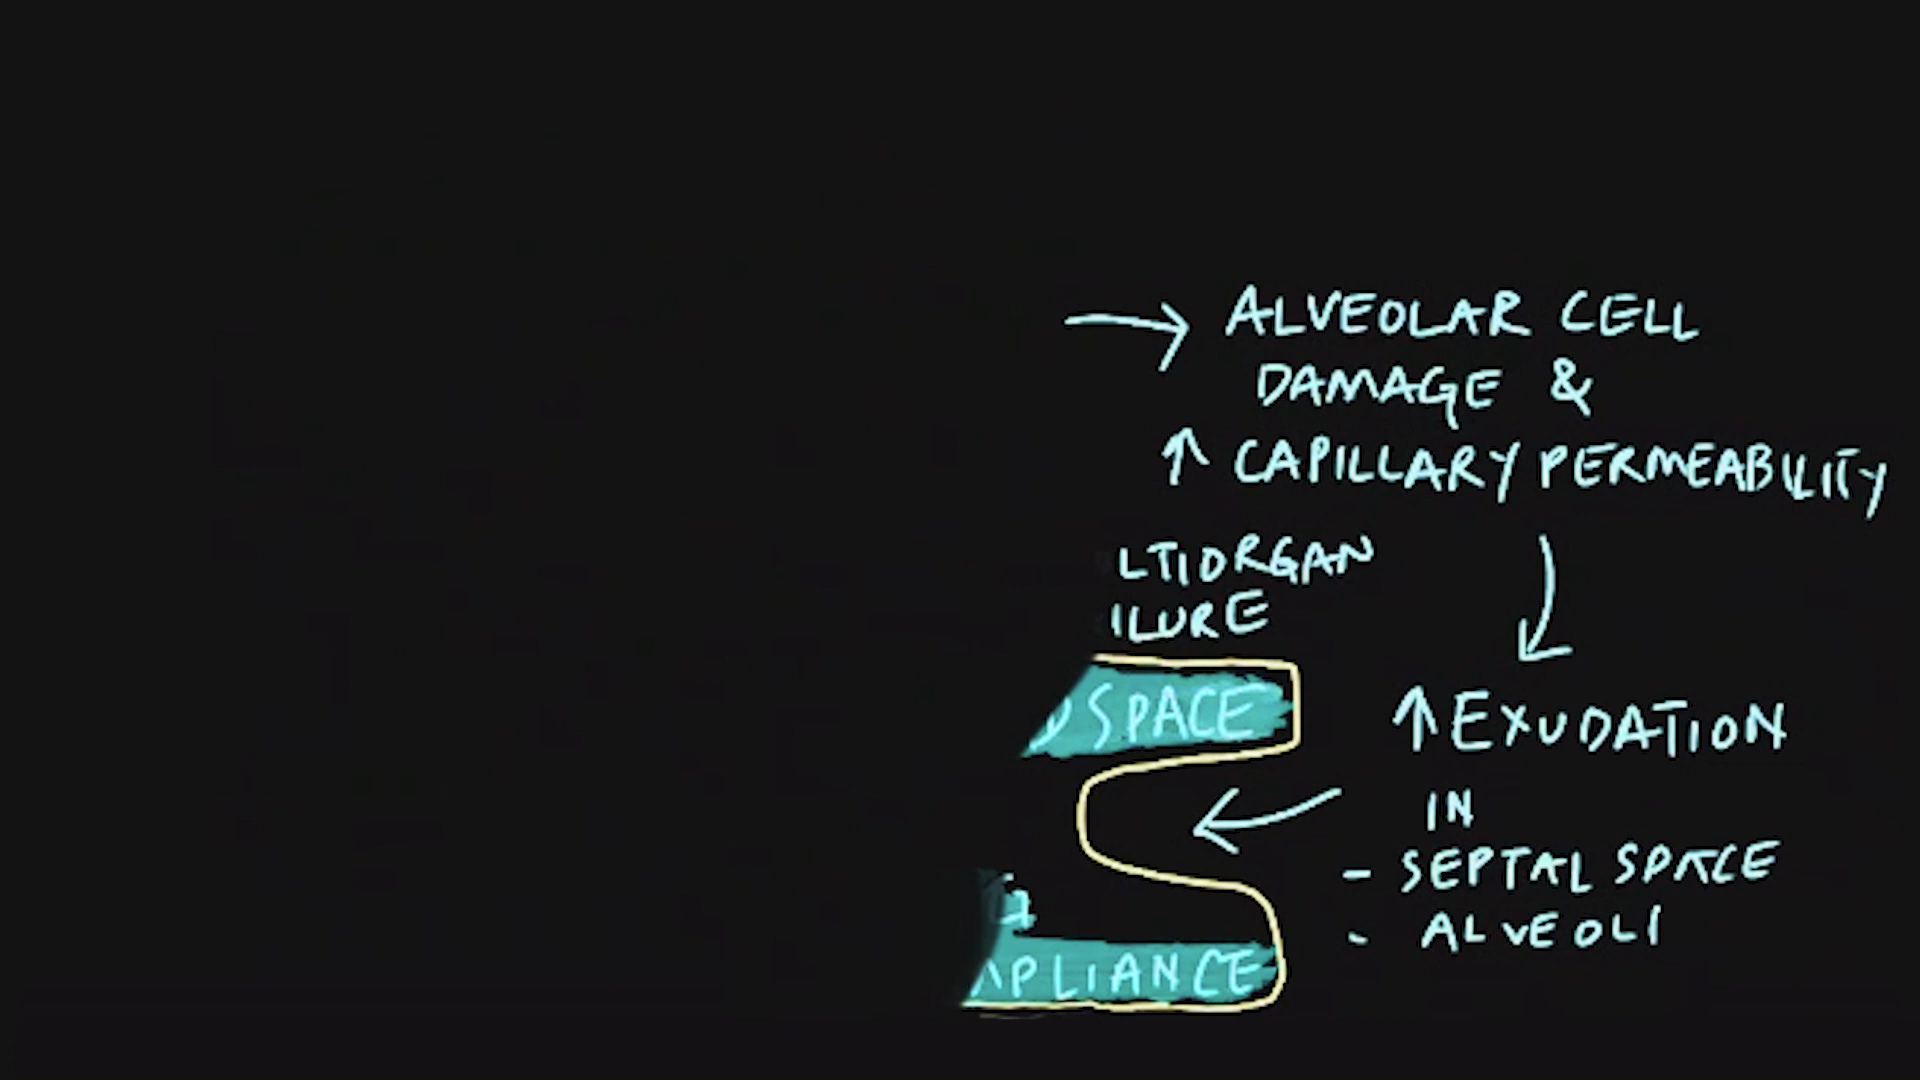 → ALVEOLAR CELL
DAMAGE &
↑ CAPILLARY PERMEABILITY
LTIORGAN
ILURE
SPACE
↑ EXUDATION
IN
- SEPTAL SPACE
- ALVEOLI
PLIANCE